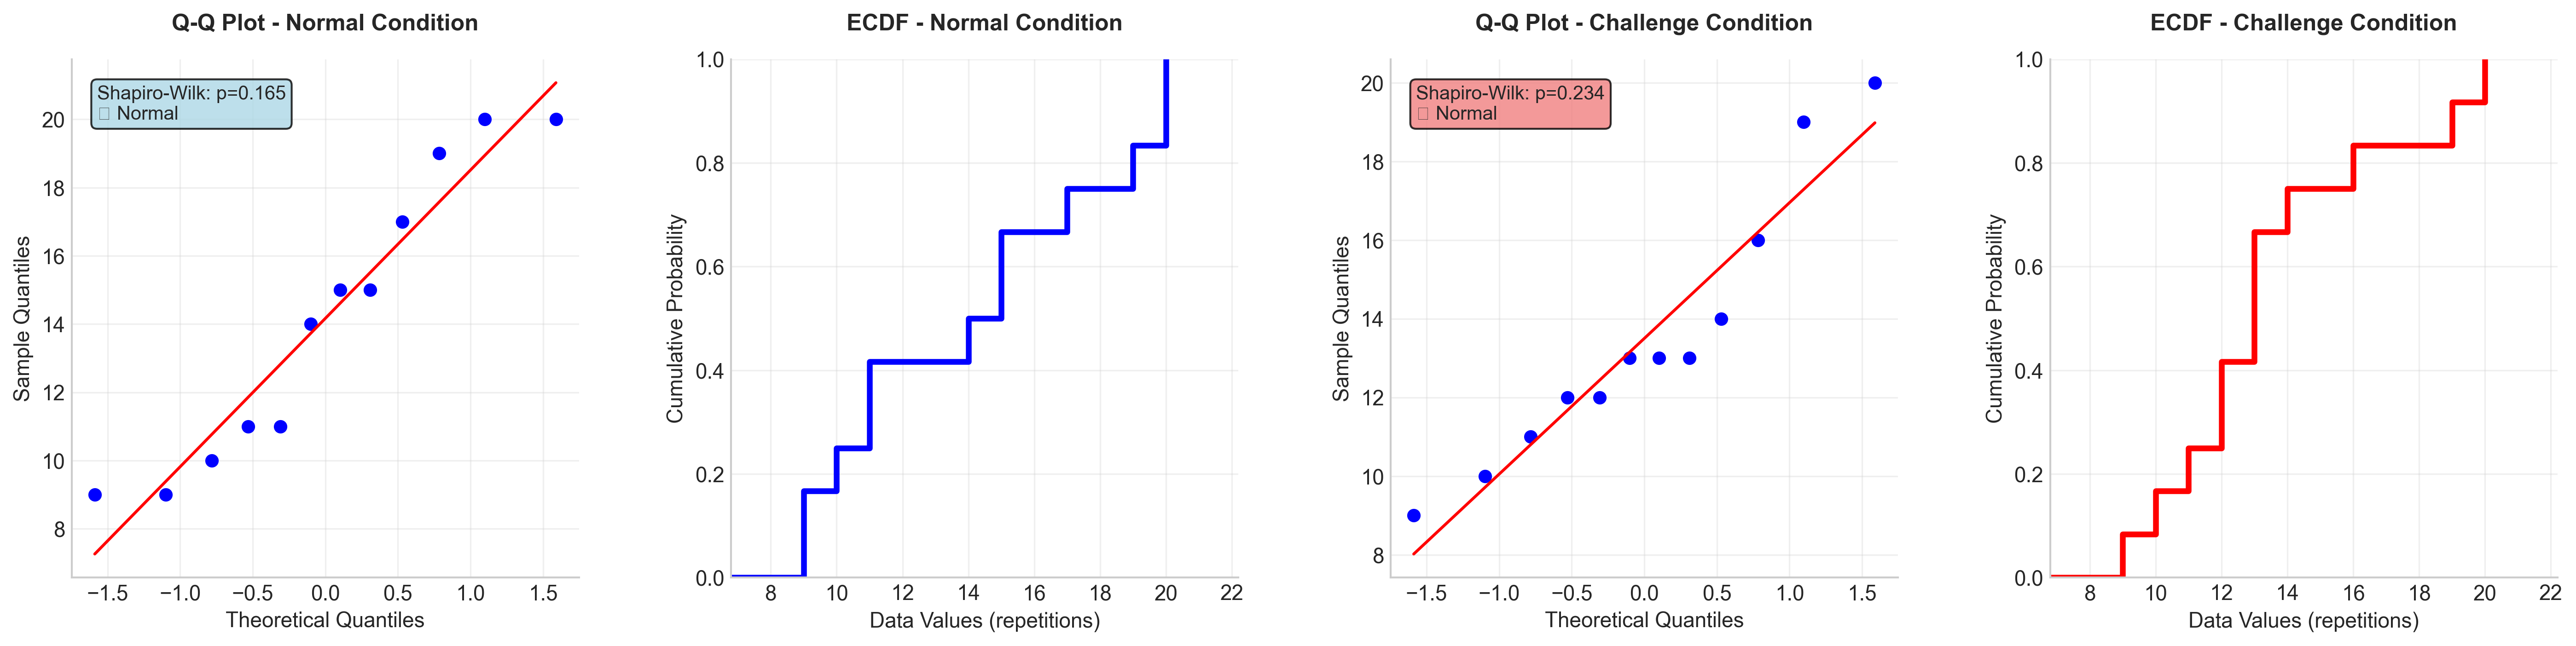 Q-Q Plot - Normal Condition
Shapiro-Wilk: p=0.165
▯ Normal
20
18
16
14
12
10
8
Sample Quantiles
−1.5 −1.0 −0.5 0.0 0.5 1.0 1.5
Theoretical Quantiles
ECDF - Normal Condition
1.0
0.8
0.6
0.4
0.2
0.0
Cumulative Probability
8 10 12 14 16 18 20 22
Data Values (repetitions)
Q-Q Plot - Challenge Condition
Shapiro-Wilk: p=0.234
▯ Normal
20
18
16
14
12
10
8
Sample Quantiles
−1.5 −1.0 −0.5 0.0 0.5 1.0 1.5
Theoretical Quantiles
ECDF - Challenge Condition
1.0
0.8
0.6
0.4
0.2
0.0
Cumulative Probability
8 10 12 14 16 18 20 22
Data Values (repetitions)